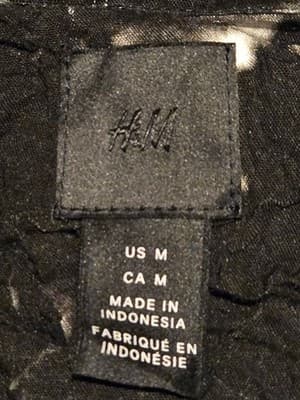 H&M
US M
CA M
MADE IN
INDONESIA
FABRIQUÉ EN
INDONÉSIE